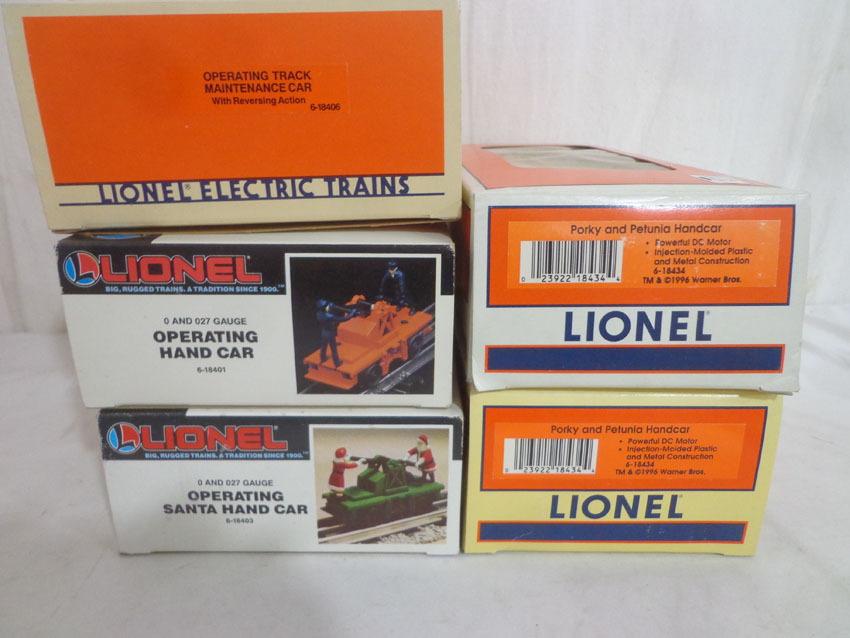 OPERATING TRACK
MAINTENANCE CAR
With Reversing Action
6-18406
LIONEL® ELECTRIC TRAINS
LIONEL
BIG, RUGGED TRAINS. A TRADITION SINCE 1900.™
0 AND 027 GAUGE
OPERATING
HAND CAR
6-18401
LIONEL
BIG, RUGGED TRAINS. A TRADITION SINCE 1900.™
0 AND 027 GAUGE
OPERATING
SANTA HAND CAR
6-18403
Porky and Petunia Handcar
• Powerful DC Motor
• Injection-Molded Plastic
and Metal Construction
6-18434
TM & ©1996 Warner Bros.
0 23922 18434 4
LIONEL®
Porky and Petunia Handcar
• Powerful DC Motor
• Injection-Molded Plastic
and Metal Construction
6-18434
TM & ©1996 Warner Bros.
0 23922 18434 4
LIONEL®